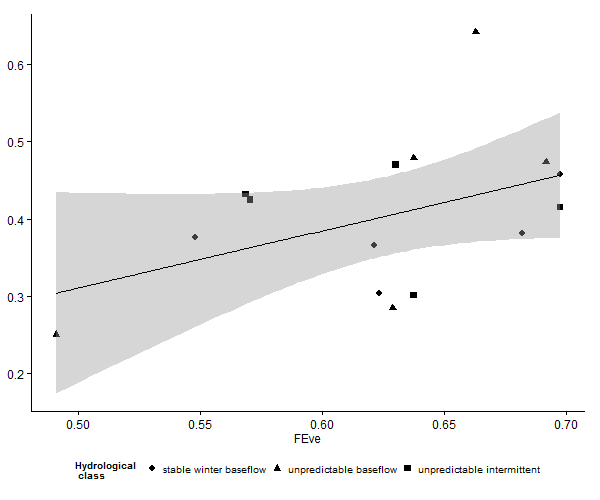 0.6
0.5
0.4
0.3
0.2
0.50 0.55 0.60 0.65 0.70
FEve
Hydrological
class
stable winter baseflow unpredictable baseflow unpredictable intermittent